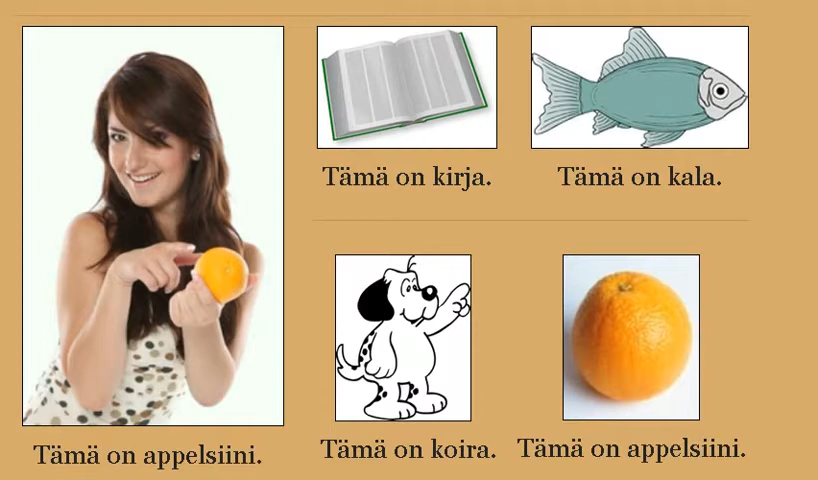 Tämä on kirja.
Tämä on kala.
Tämä on appelsiini.
Tämä on koira.
Tämä on appelsiini.